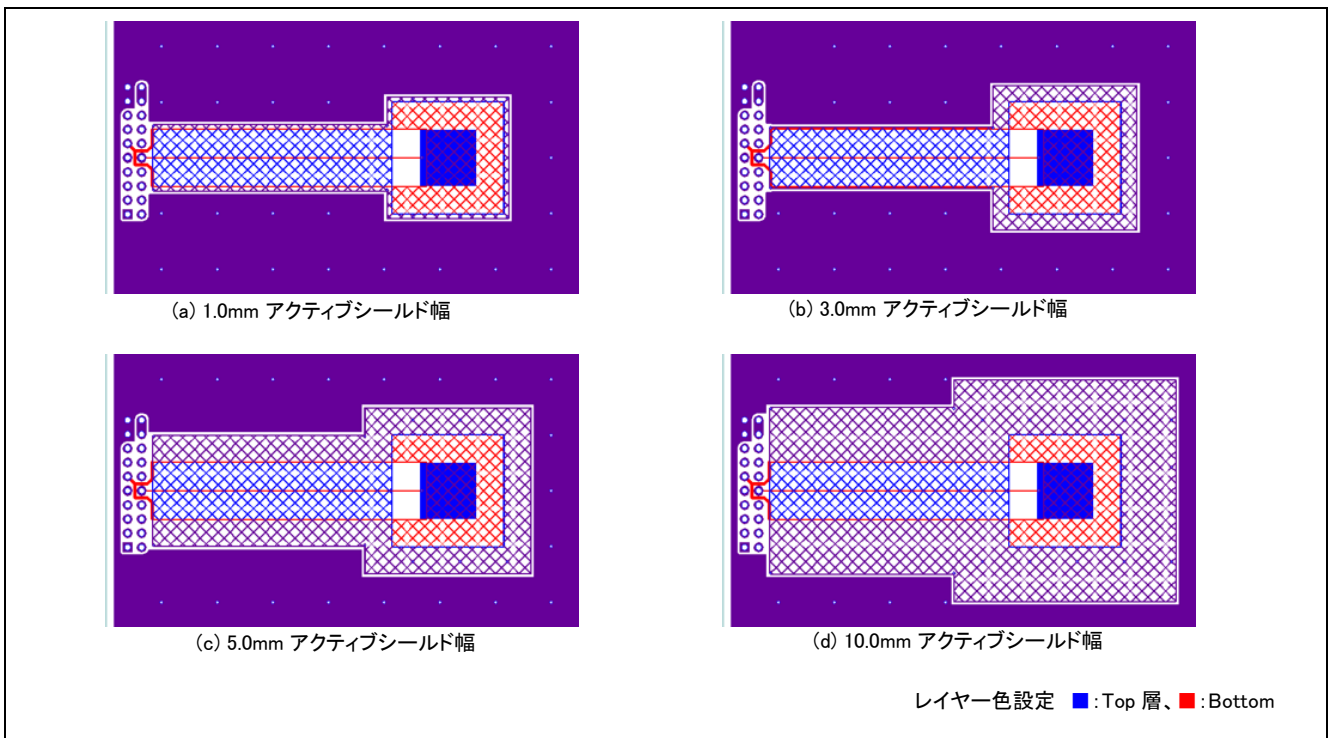 (a) 1.0mm アクティブシールド幅
(b) 3.0mm アクティブシールド幅
(c) 5.0mm アクティブシールド幅
(d) 10.0mm アクティブシールド幅
レイヤー色設定 ■:Top 層、■:Bottom